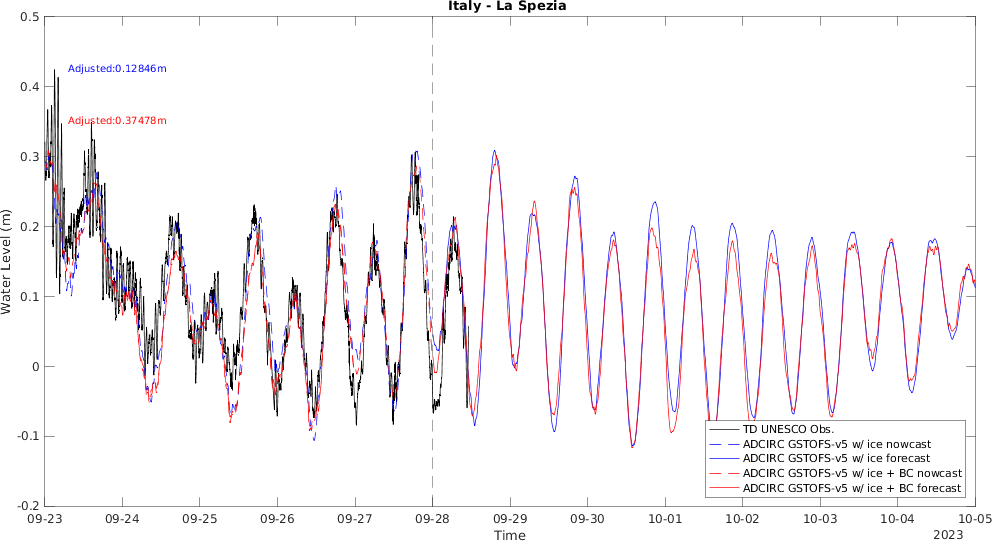 Italy - La Spezia
0.5
Adjusted:0.12846m
0.4
Adjusted:0.37478m
0.3
0.2
Water Level (m)
0.1
0
-0.1
-0.2
TD UNESCO Obs.
ADCIRC GSTOFS-v5 w/ ice nowcast
ADCIRC GSTOFS-v5 w/ ice forecast
ADCIRC GSTOFS-v5 w/ ice + BC nowcast
ADCIRC GSTOFS-v5 w/ ice + BC forecast
09-23 09-24 09-25 09-26 09-27 09-28 09-29 09-30 10-01 10-02 10-03 10-04 10-05
Time
2023